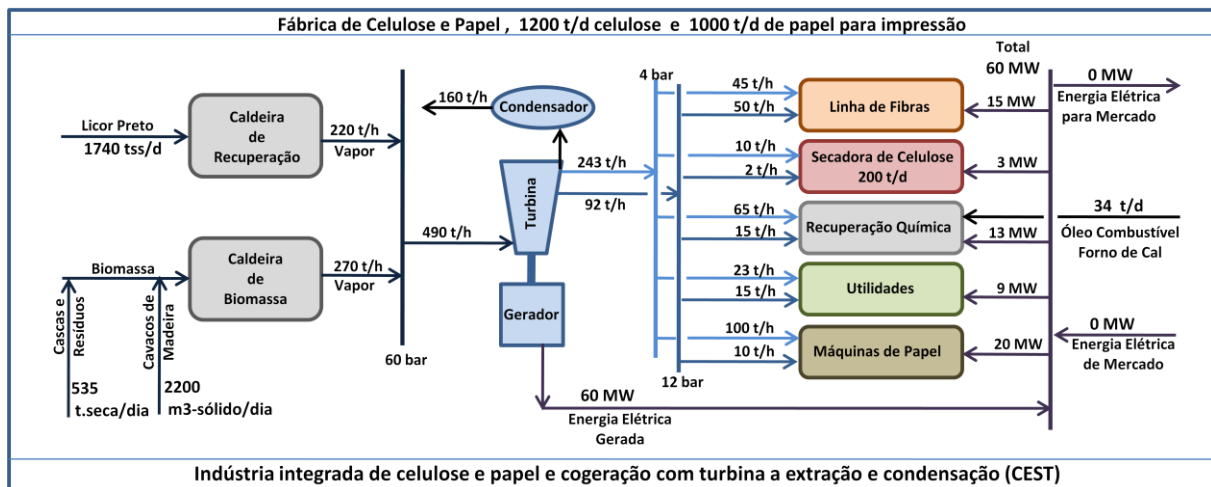 Fábrica de Celulose e Papel , 1200 t/d celulose e 1000 t/d de papel para impressão
Licor Preto
1740 tss/d
Caldeira
de
Recuperação
220 t/h
Vapor
Biomassa
Cascas e
Resíduos
Cavacos de
Madeira
535
t.seca/dia
2200
m3-sólido/dia
Caldeira
de
Biomassa
270 t/h
Vapor
60 bar
490 t/h
160 t/h
Condensador
Turbina
Gerador
243 t/h
92 t/h
60 MW
Energia Elétrica
Gerada
4 bar
12 bar
45 t/h
50 t/h
Linha de Fibras
15 MW
10 t/h
2 t/h
Secadora de Celulose
200 t/d
3 MW
65 t/h
15 t/h
Recuperação Química
13 MW
23 t/h
15 t/h
Utilidades
9 MW
100 t/h
10 t/h
Máquinas de Papel
20 MW
Total
60 MW
0 MW
Energia Elétrica
para Mercado
34 t/d
Óleo Combustível
Forno de Cal
0 MW
Energia Elétrica
de Mercado
Indústria integrada de celulose e papel e cogeração com turbina a extração e condensação (CEST)